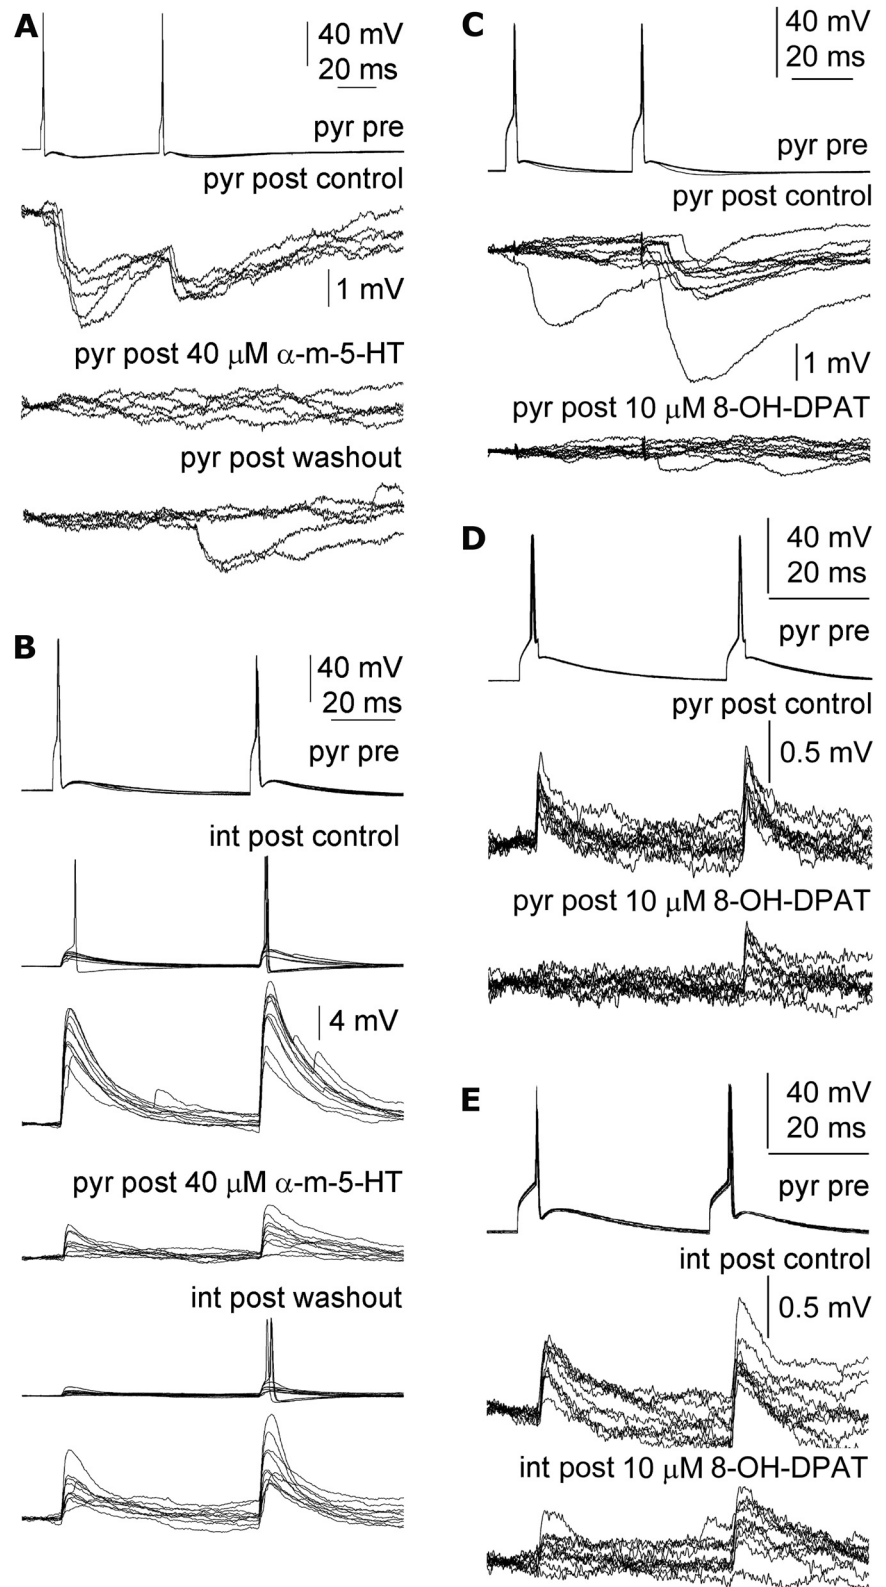 A
40 mV
20 ms
pyr pre
pyr post control
1 mV
pyr post 40 μM α-m-5-HT
pyr post washout
B
40 mV
20 ms
pyr pre
int post control
4 mV
pyr post 40 μM α-m-5-HT
int post washout
C
40 mV
20 ms
pyr pre
pyr post control
1 mV
pyr post 10 μM 8-OH-DPAT
D
40 mV
20 ms
pyr pre
pyr post control
0.5 mV
pyr post 10 μM 8-OH-DPAT
E
40 mV
20 ms
pyr pre
int post control
0.5 mV
int post 10 μM 8-OH-DPAT